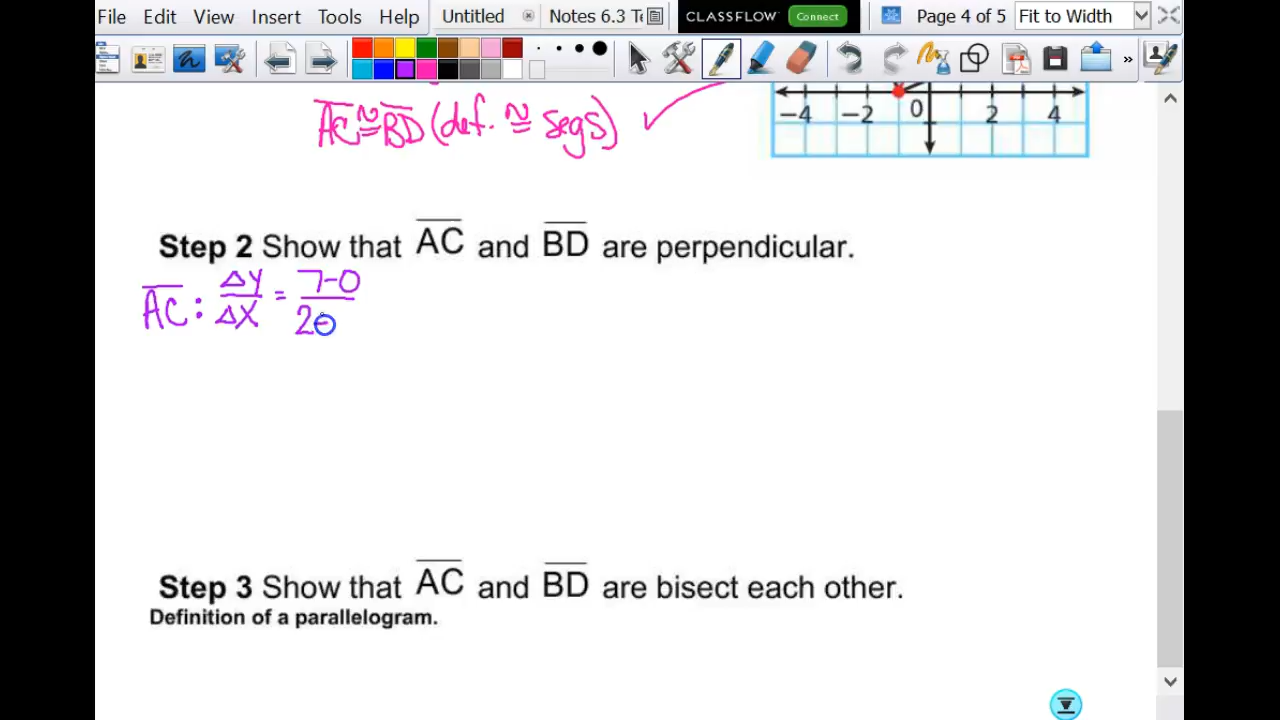 File Edit View Insert Tools Help Untitled Notes 6.3 Te CLASSFLOW Connect Page 4 of 5 Fit to Width
»
AC ≅ BD (def. ≅ segs) ✓
−4 −2 0 2 4
Step 2 Show that AC and BD are perpendicular.
AC : ΔY/ΔX = 7-0/2-
Step 3 Show that AC and BD are bisect each other.
Definition of a parallelogram.